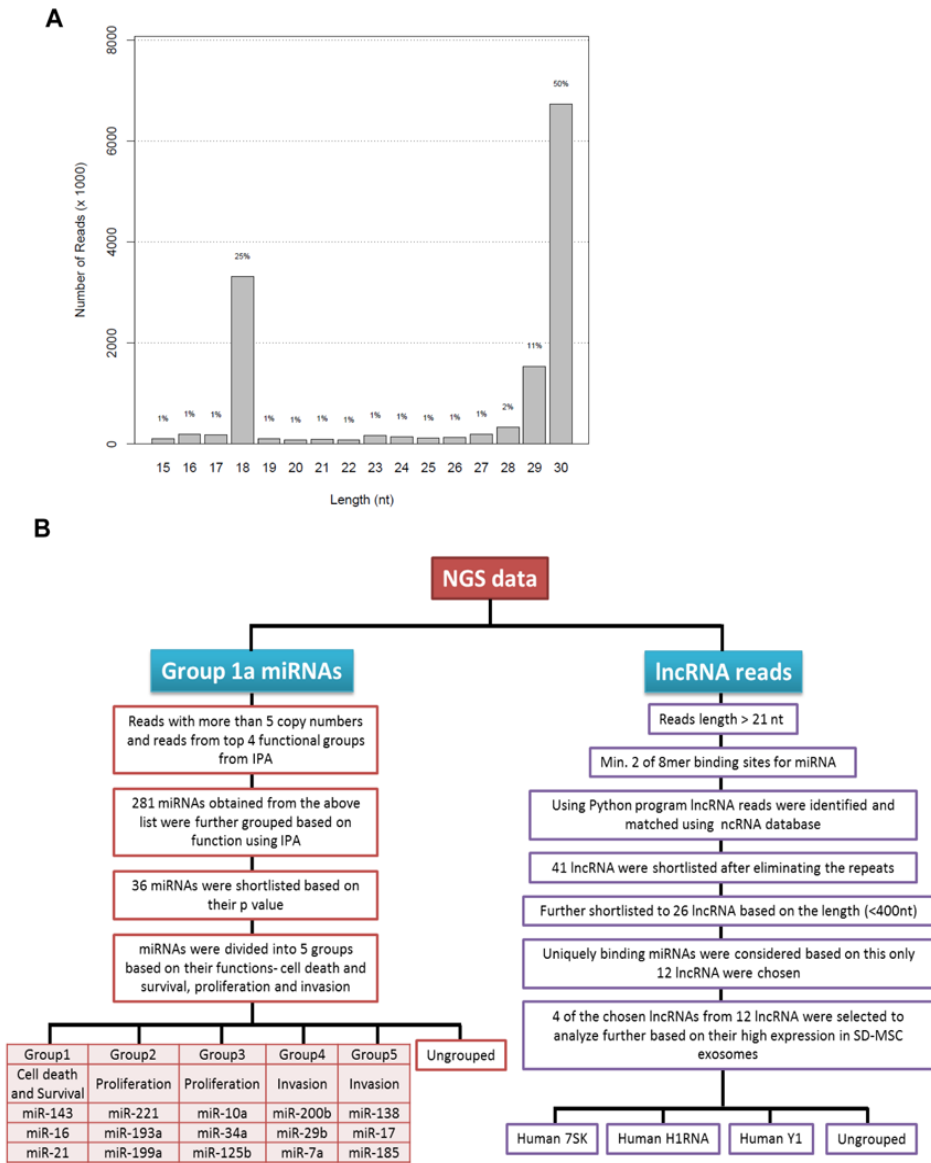 A
8000
6000
4000
2000
0
Number of Reads (x 1000)
1% 1% 1% 25% 1% 1% 1% 1% 1% 1% 1% 1% 1% 2% 11% 50%
15 16 17 18 19 20 21 22 23 24 25 26 27 28 29 30
Length (nt)
B
NGS data
Group 1a miRNAs
Reads with more than 5 copy numbers
and reads from top 4 functional groups
from IPA
281 miRNAs obtained from the above
list were further grouped based on
function using IPA
36 miRNAs were shortlisted based on
their p value
miRNAs were divided into 5 groups
based on their functions- cell death and
survival, proliferation and invasion
Group1 Group2 Group3 Group4 Group5
Cell death
and Survival
Proliferation Proliferation Invasion Invasion
miR-143 miR-221 miR-10a miR-200b miR-138
miR-16 miR-193a miR-34a miR-29b miR-17
miR-21 miR-199a miR-125b miR-7a miR-185
Ungrouped
lncRNA reads
Reads length > 21 nt
Min. 2 of 8mer binding sites for miRNA
Using Python program lncRNA reads were identified and
matched using ncRNA database
41 lncRNA were shortlisted after eliminating the repeats
Further shortlisted to 26 lncRNA based on the length (<400nt)
Uniquely binding miRNAs were considered based on this only
12 lncRNA were chosen
4 of the chosen lncRNAs from 12 lncRNA were selected to
analyze further based on their high expression in SD-MSC
exosomes
Human 7SK Human H1RNA Human Y1 Ungrouped